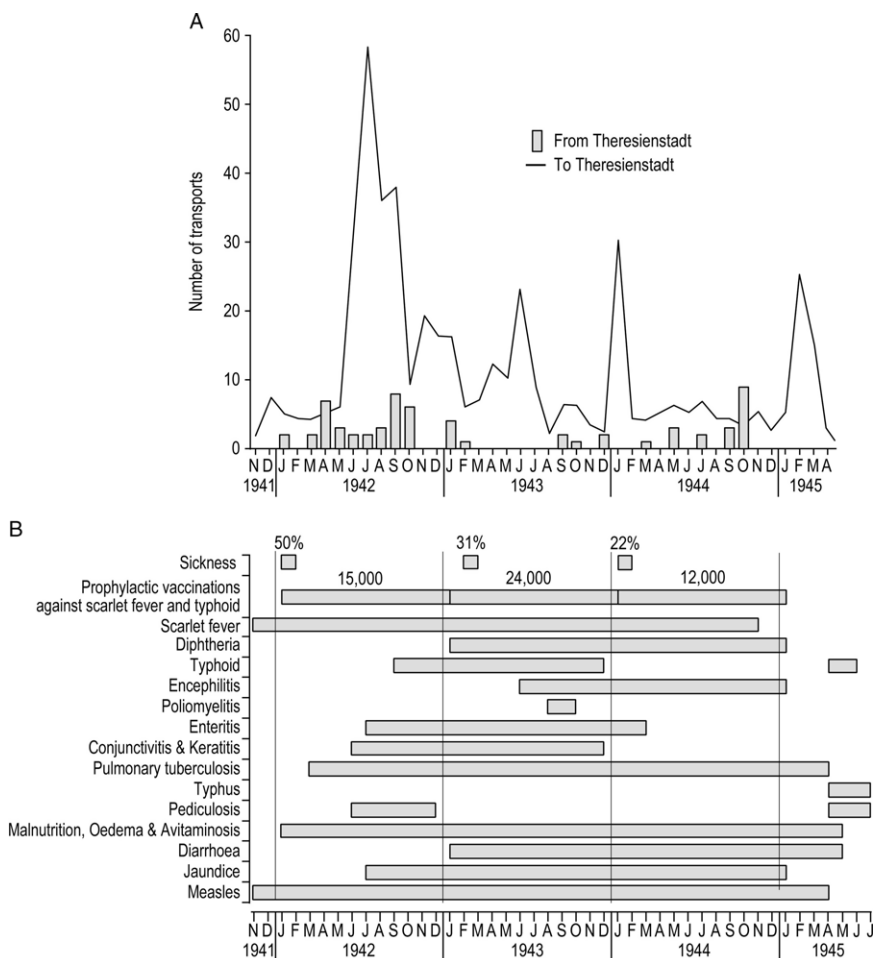 A
60
50
40
30
20
10
0
Number of transports
From Theresienstadt
To Theresienstadt
N D J F M A M J J A S O N D J F M A M J J A S O N D J F M A M J J A S O N D J F M A
1941 1942 1943 1944 1945
B
50% 31% 22%
Sickness
15,000 24,000 12,000
Prophylactic vaccinations
against scarlet fever and typhoid
Scarlet fever
Diphtheria
Typhoid
Encephilitis
Poliomyelitis
Enteritis
Conjunctivitis & Keratitis
Pulmonary tuberculosis
Typhus
Pediculosis
Malnutrition, Oedema & Avitaminosis
Diarrhoea
Jaundice
Measles
N D J F M A M J J A S O N D J F M A M J J A S O N D J F M A M J J A S O N D J F M A M J J
1941 1942 1943 1944 1945